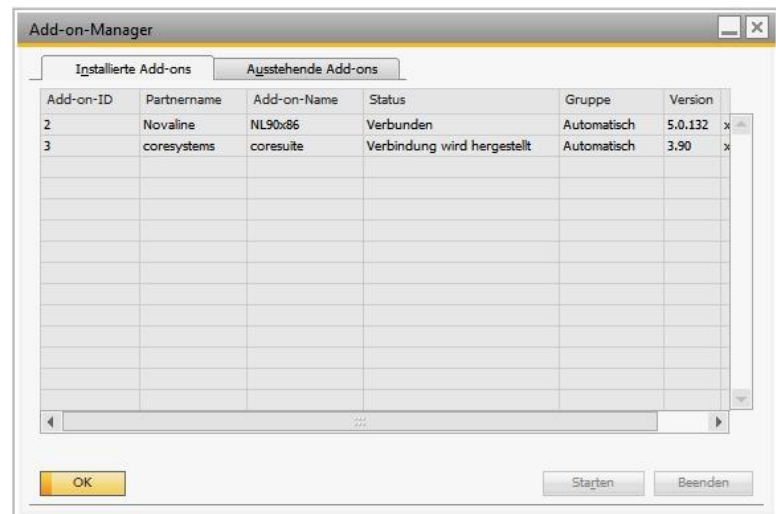 Add-on-Manager
Installierte Add-ons Ausstehende Add-ons
Add-on-ID Partnername Add-on-Name Status Gruppe Version
2 Novaline NL90x86 Verbunden Automatisch 5.0.132 x
3 coresystems coresuite Verbindung wird hergestellt Automatisch 3.90 x
OK Starten Beenden